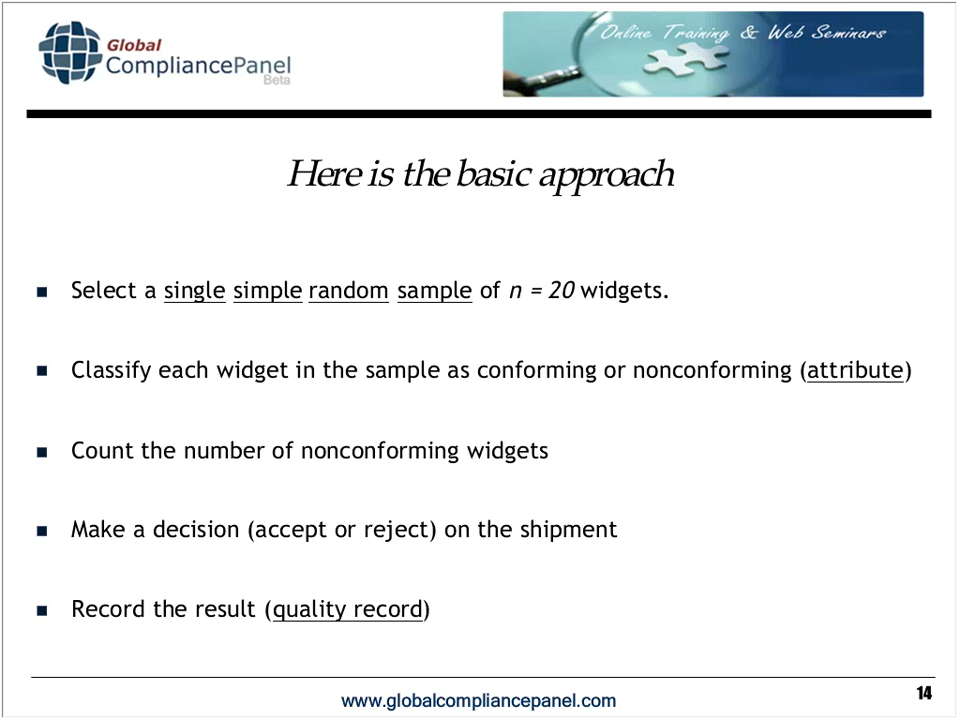 Global
CompliancePanel
Beta
Online Training & Web Seminars
Here is the basic approach
Select a single simple random sample of n = 20 widgets.
Classify each widget in the sample as conforming or nonconforming (attribute)
Count the number of nonconforming widgets
Make a decision (accept or reject) on the shipment
Record the result (quality record)
www.globalcompliancepanel.com
14